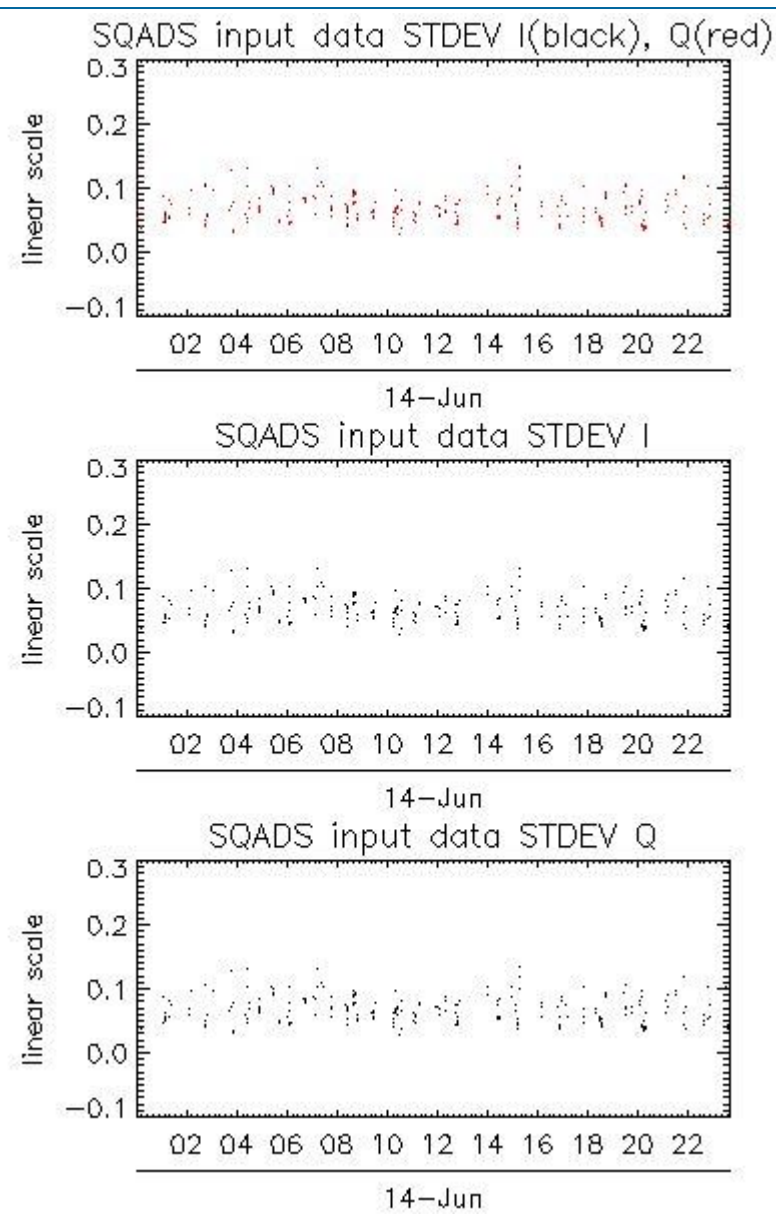 SQADS input data STDEV I(black), Q(red)
linear scale
0.3
0.2
0.1
0.0
-0.1
02 04 06 08 10 12 14 16 18 20 22
14-Jun
SQADS input data STDEV I
linear scale
0.3
0.2
0.1
0.0
-0.1
02 04 06 08 10 12 14 16 18 20 22
14-Jun
SQADS input data STDEV Q
linear scale
0.3
0.2
0.1
0.0
-0.1
02 04 06 08 10 12 14 16 18 20 22
14-Jun